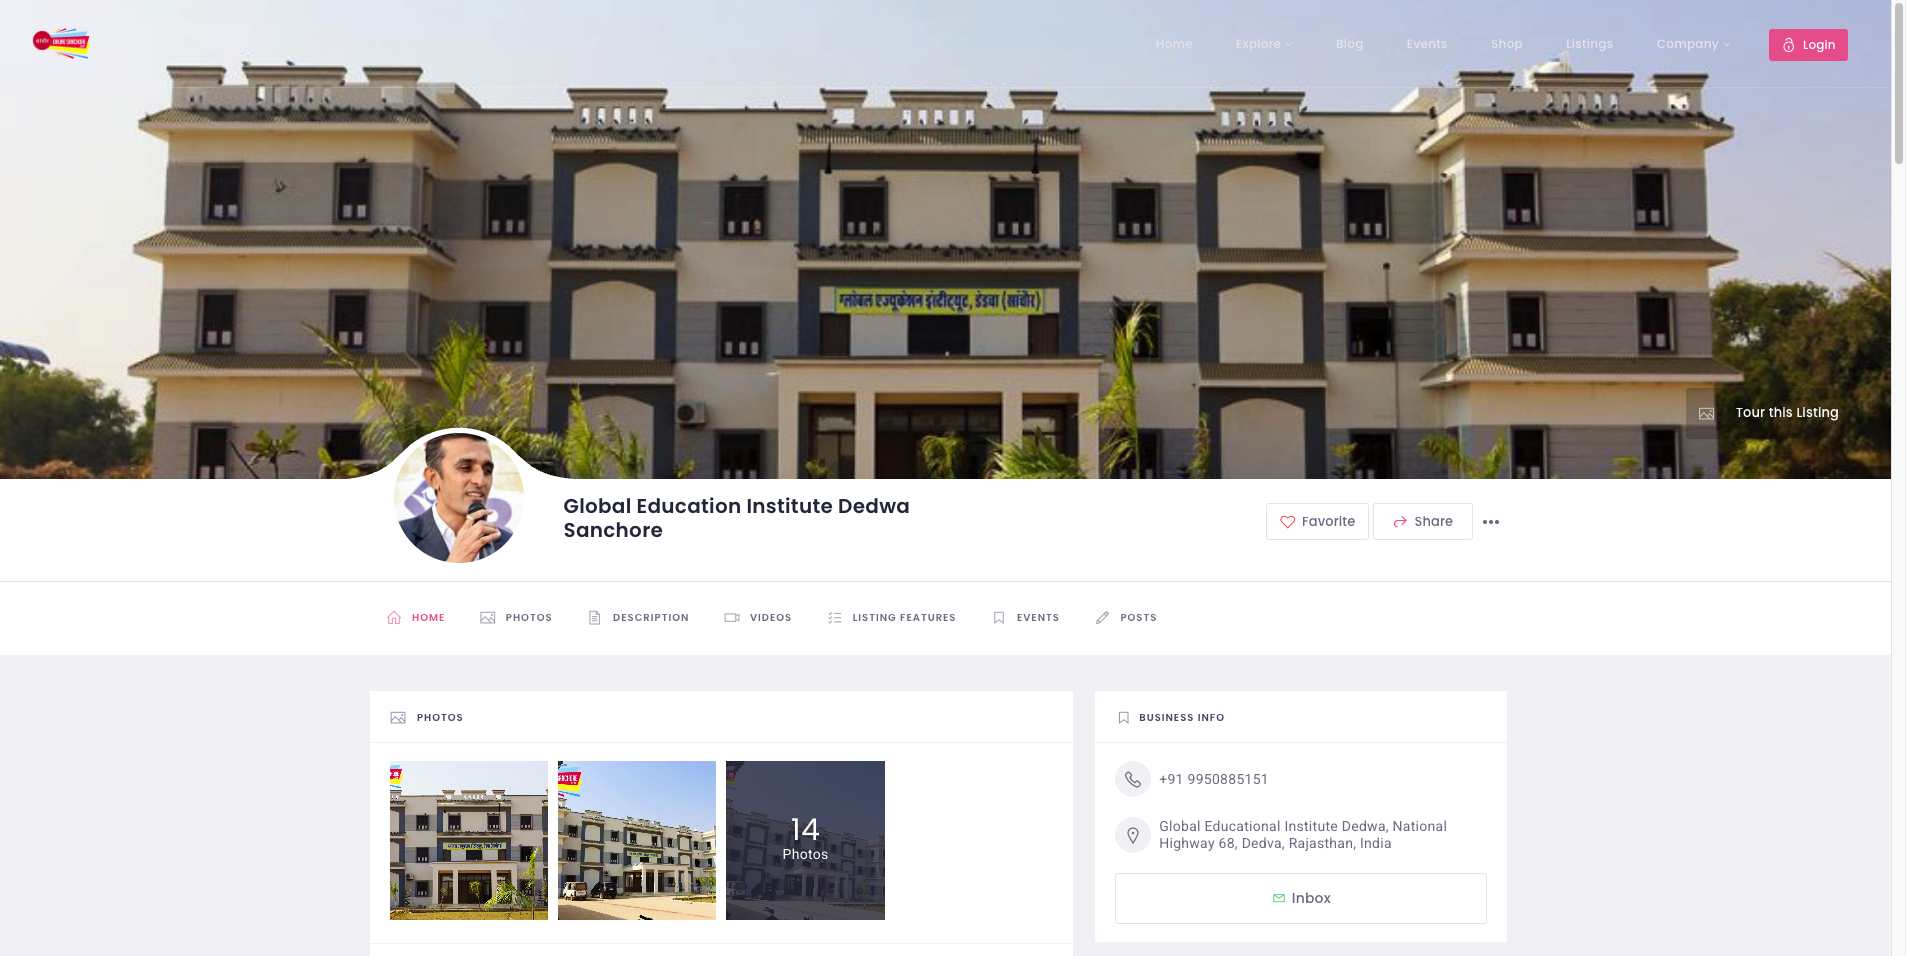 Home
Explore
Blog
Events
Shop
Listings
Company
Login
ग्लोबल एज्यूकेशन इंस्टीट्यूट, डेडवा (सांचोर)
Tour this Listing
Global Education Institute Dedwa
Sanchore
Favorite
Share
HOME
PHOTOS
DESCRIPTION
VIDEOS
LISTING FEATURES
EVENTS
POSTS
PHOTOS
14
Photos
BUSINESS INFO
+91 9950885151
Global Educational Institute Dedwa, National
Highway 68, Dedva, Rajasthan, India
Inbox